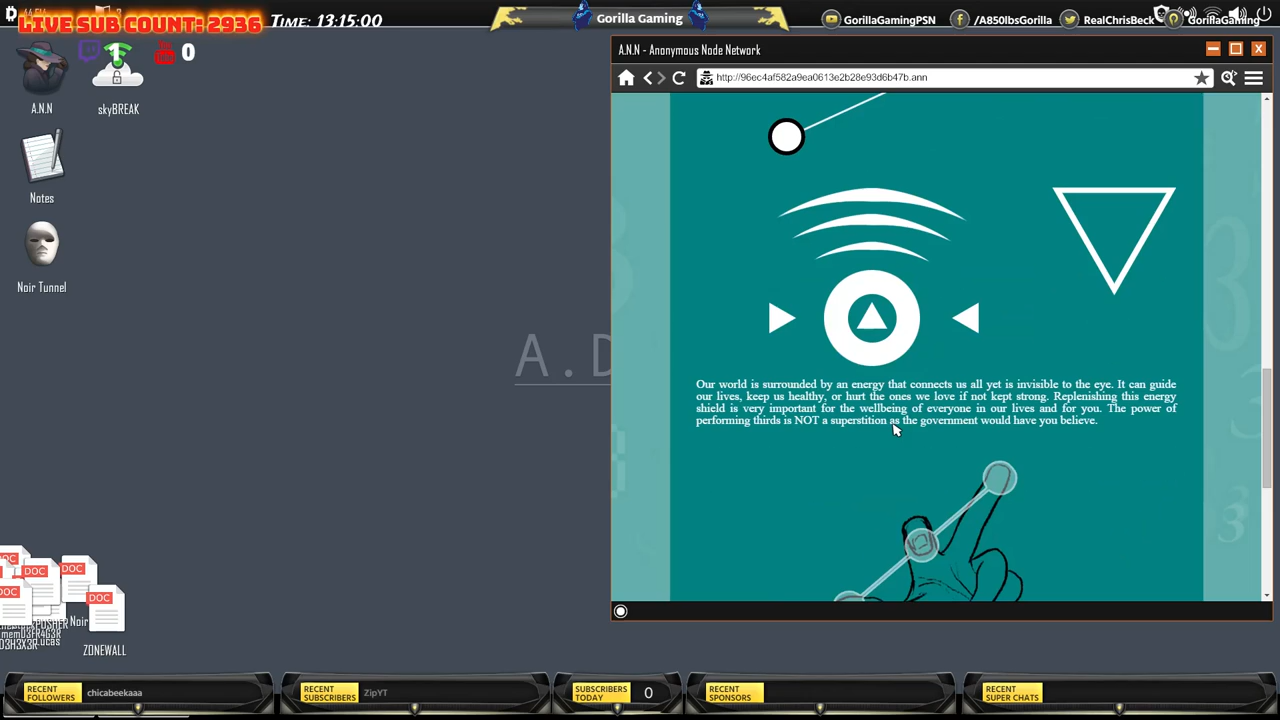 LIVE SUB COUNT: 2936
TIME: 13:15:00
Gorilla Gaming
GorillaGamingPSN
/A850lbsGorilla
RealChrisBeck
GorillaGaming
1
0
A.N.N
skyBREAK
Notes
Noir Tunnel
A.N.N - Anonymous Node Network
http://96ec4af582a9ea0613e2b28e93d6b47b.ann
A.D
Our world is surrounded by an energy that connects us all yet is invisible to the eye. It can guide
our lives, keep us healthy, or hurt the ones we love if not kept strong. Replenishing this energy
shield is very important for the wellbeing of everyone in our lives and for you. The power of
performing thirds is NOT a superstition as the government would have you believe.
DOC
DOC
DOC
DOC
DOC
Noir
Lucas
ZONEWALL
RECENT
FOLLOWERS
chicabeekaaa
RECENT
SUBSCRIBERS
ZipYT
SUBSCRIBERS
TODAY
0
RECENT
SPONSORS
RECENT
SUPER CHATS